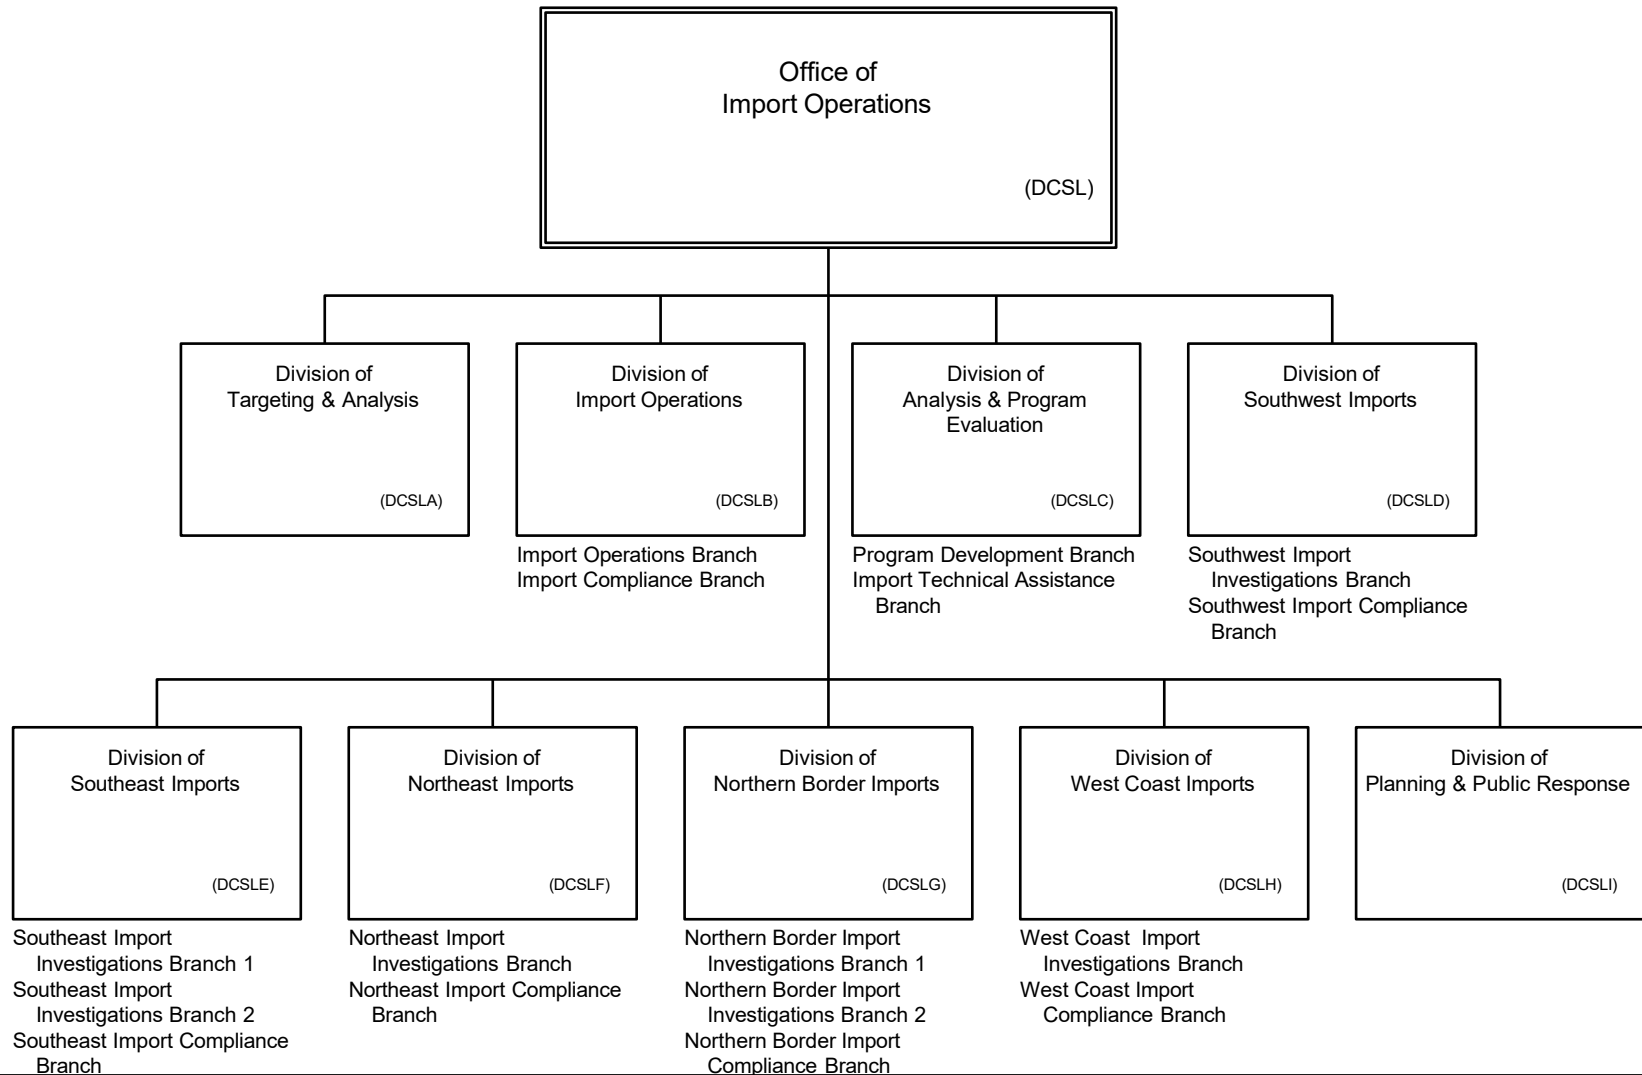 Office of
Import Operations
(DCSL)
Division of
Targeting & Analysis
(DCSLA)
Division of
Import Operations
(DCSLB)
Import Operations Branch
Import Compliance Branch
Division of
Analysis & Program
Evaluation
(DCSLC)
Program Development Branch
Import Technical Assistance
Branch
Division of
Southwest Imports
(DCSLD)
Southwest Import
Investigations Branch
Southwest Import Compliance
Branch
Division of
Southeast Imports
(DCSLE)
Southeast Import
Investigations Branch 1
Southeast Import
Investigations Branch 2
Southeast Import Compliance
Branch
Division of
Northeast Imports
(DCSLF)
Northeast Import
Investigations Branch
Northeast Import Compliance
Branch
Division of
Northern Border Imports
(DCSLG)
Northern Border Import
Investigations Branch 1
Northern Border Import
Investigations Branch 2
Northern Border Import
Compliance Branch
Division of
West Coast Imports
(DCSLH)
West Coast Import
Investigations Branch
West Coast Import
Compliance Branch
Division of
Planning & Public Response
(DCSLI)